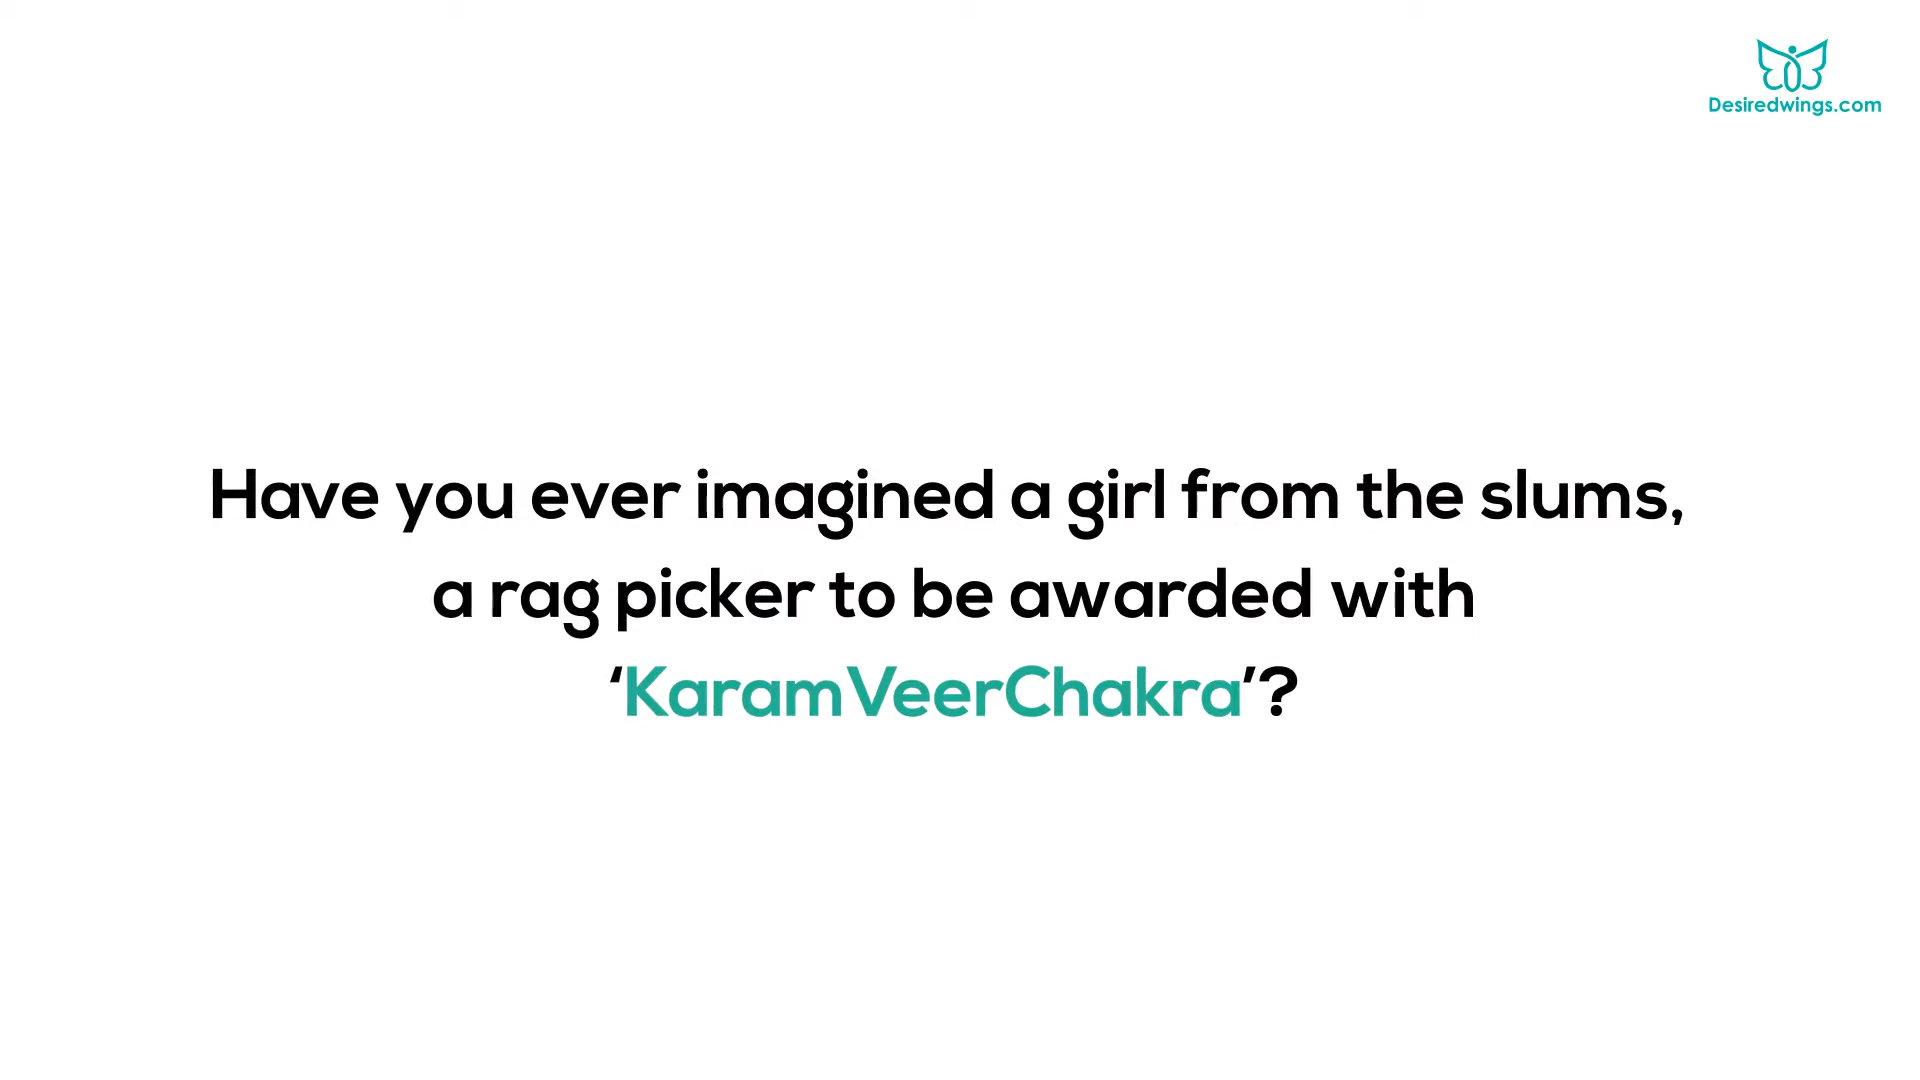 Desiredwings.com
Have you ever imagined a girl from the slums,
a rag picker to be awarded with
‘KaramVeerChakra’?